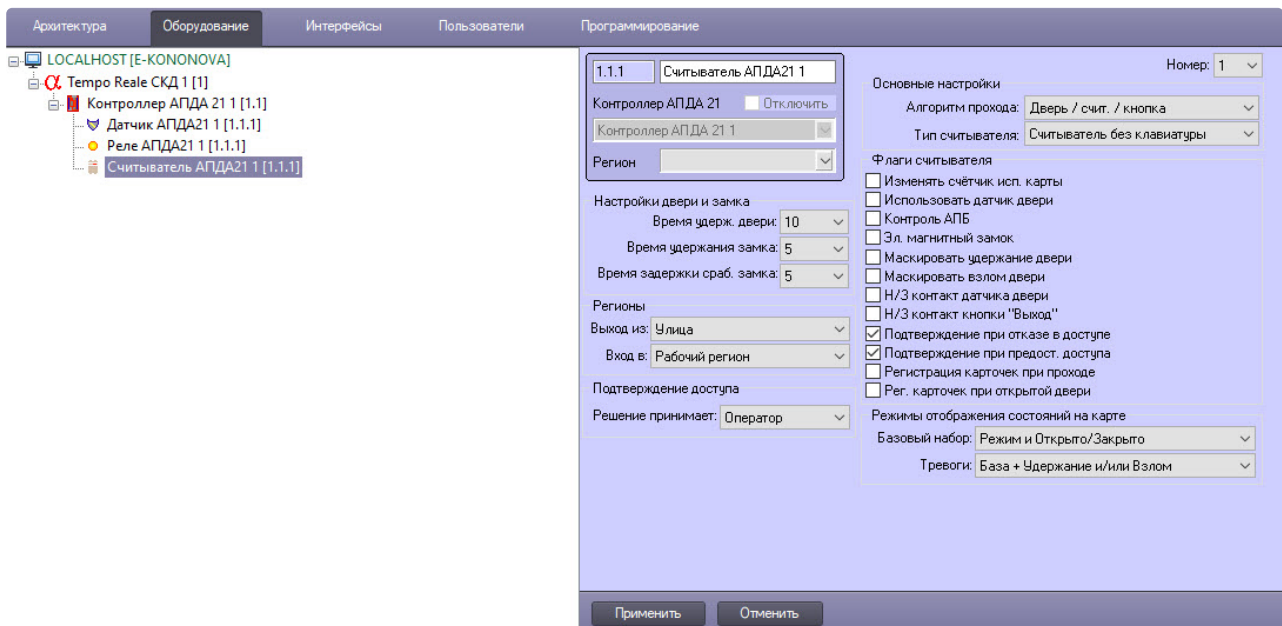 Архитектура Оборудование Интерфейсы Пользователи Программирование
LOCALHOST [E-KONONOVA]
Tempo Reale СКД 1 [1]
Контроллер АПДА 21 1 [1.1]
Датчик АПДА21 1 [1.1.1]
Реле АПДА21 1 [1.1.1]
Считыватель АПДА21 1 [1.1.1]
1.1.1 Считыватель АПДА21 1
Контроллер АПДА 21 Отключить
Контроллер АПДА 21 1
Регион
Настройки двери и замка
Время удерж. двери: 10
Время удержания замка: 5
Время задержки сраб. замка: 5
Регионы
Выход из: Улица
Вход в: Рабочий регион
Подтверждение доступа
Решение принимает: Оператор
Номер: 1
Основные настройки
Алгоритм прохода: Дверь / счит. / кнопка
Тип считывателя: Считыватель без клавиатуры
Флаги считывателя
Изменять счётчик исп. карты
Использовать датчик двери
Контроль АПБ
Эл. магнитный замок
Маскировать удержание двери
Маскировать взлом двери
Н/З контакт датчика двери
Н/З контакт кнопки "Выход"
Подтверждение при отказе в доступе
Подтверждение при предост. доступа
Регистрация карточек при проходе
Рег. карточек при открытой двери
Режимы отображения состояний на карте
Базовый набор: Режим и Открыто/Закрыто
Тревоги: База + Удержание и/или Взлом
Применить Отменить